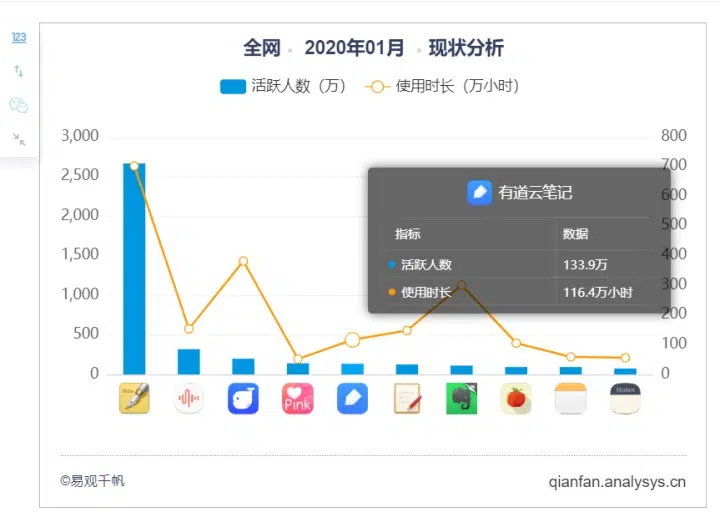 123
全网 • 2020年01月 • 现状分析
活跃人数（万） 使用时长（万小时）
3,000 800
2,500 700
600
2,000 500
1,500 400
1,000 300
200
500 100
0 0
有道云笔记
指标 数据
活跃人数 133.9万
使用时长 116.4万小时
Pink
Notes
©易观千帆 qianfan.analysys.cn